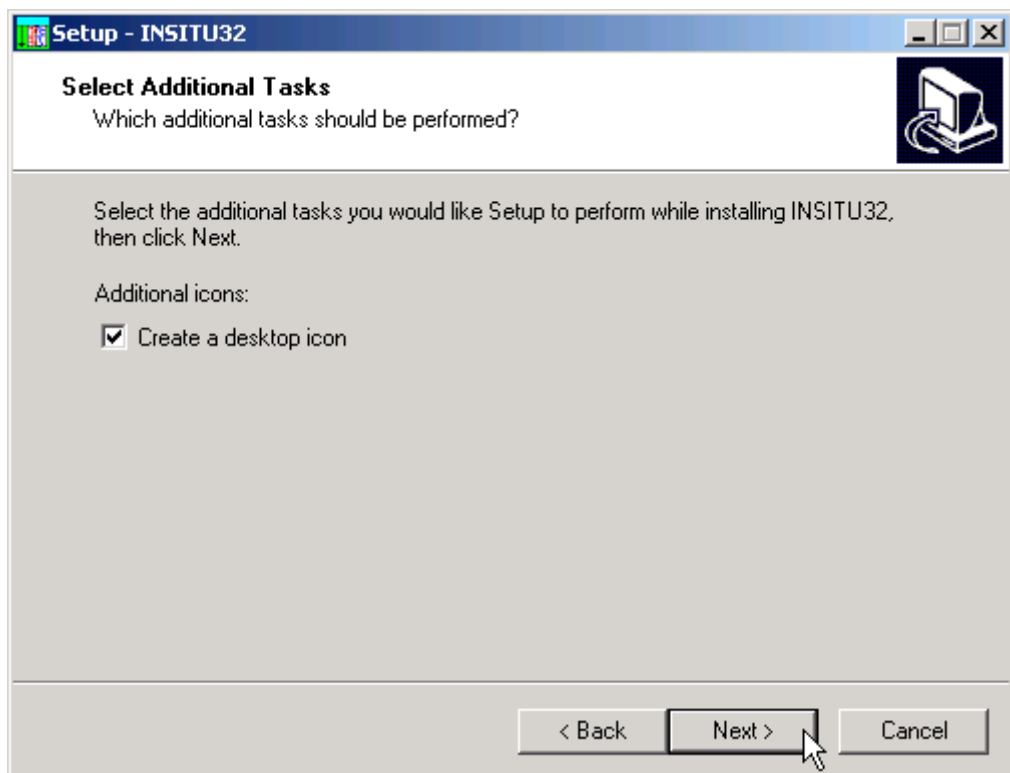 Setup - INSITU32
Select Additional Tasks
Which additional tasks should be performed?
Select the additional tasks you would like Setup to perform while installing INSITU32,
then click Next.
Additional icons:
Create a desktop icon
< Back
Next >
Cancel